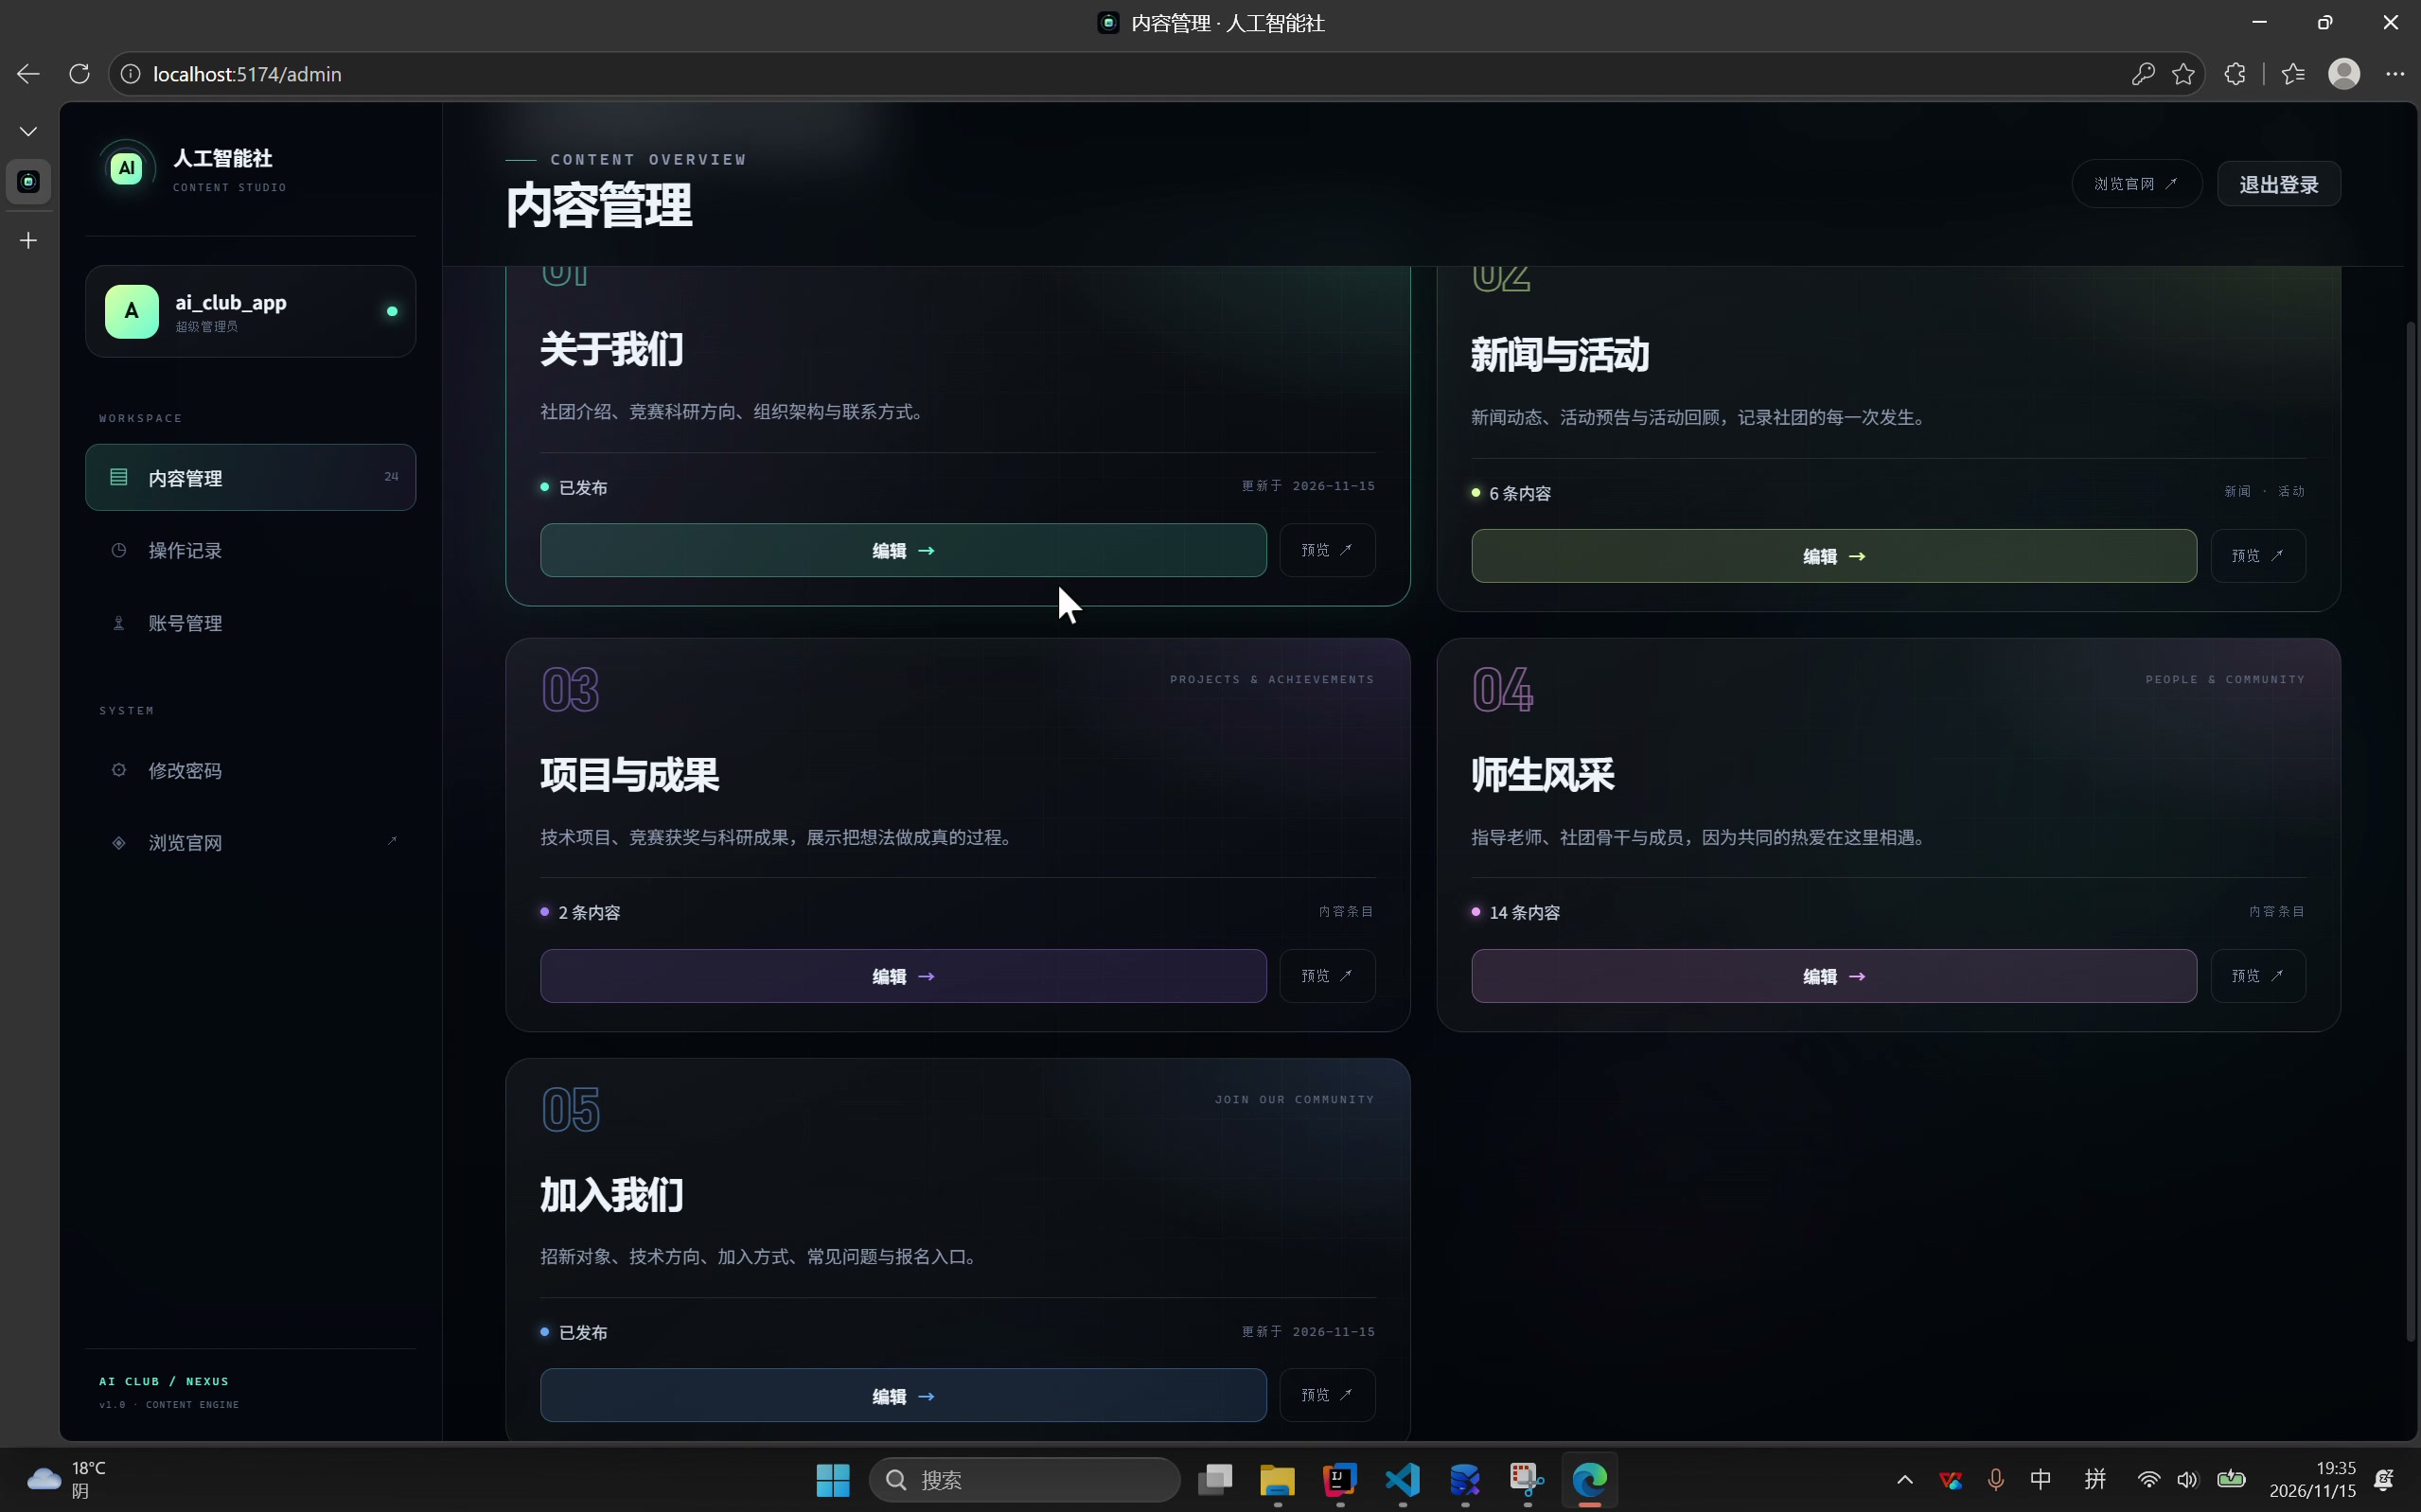 内容管理 · 人工智能社
localhost:5174/admin
AI
人工智能社
CONTENT STUDIO
A
ai_club_app
超级管理员
WORKSPACE
内容管理 24
操作记录
账号管理
SYSTEM
修改密码
浏览官网 ↗
AI CLUB / NEXUS
v1.0 · CONTENT ENGINE
CONTENT OVERVIEW
内容管理
浏览官网 ↗
退出登录
01
关于我们
社团介绍、竞赛科研方向、组织架构与联系方式。
已发布 更新于 2026-11-15
编辑 → 预览 ↗
02
新闻与活动
新闻动态、活动预告与活动回顾，记录社团的每一次发生。
6 条内容 新闻 · 活动
编辑 → 预览 ↗
03 PROJECTS & ACHIEVEMENTS
项目与成果
技术项目、竞赛获奖与科研成果，展示把想法做成真的过程。
2 条内容 内容条目
编辑 → 预览 ↗
04 PEOPLE & COMMUNITY
师生风采
指导老师、社团骨干与成员，因为共同的热爱在这里相遇。
14 条内容 内容条目
编辑 → 预览 ↗
05 JOIN OUR COMMUNITY
加入我们
招新对象、技术方向、加入方式、常见问题与报名入口。
已发布 更新于 2026-11-15
编辑 → 预览 ↗
18°C
阴
搜索
IJ
中
拼
19:35
2026/11/15